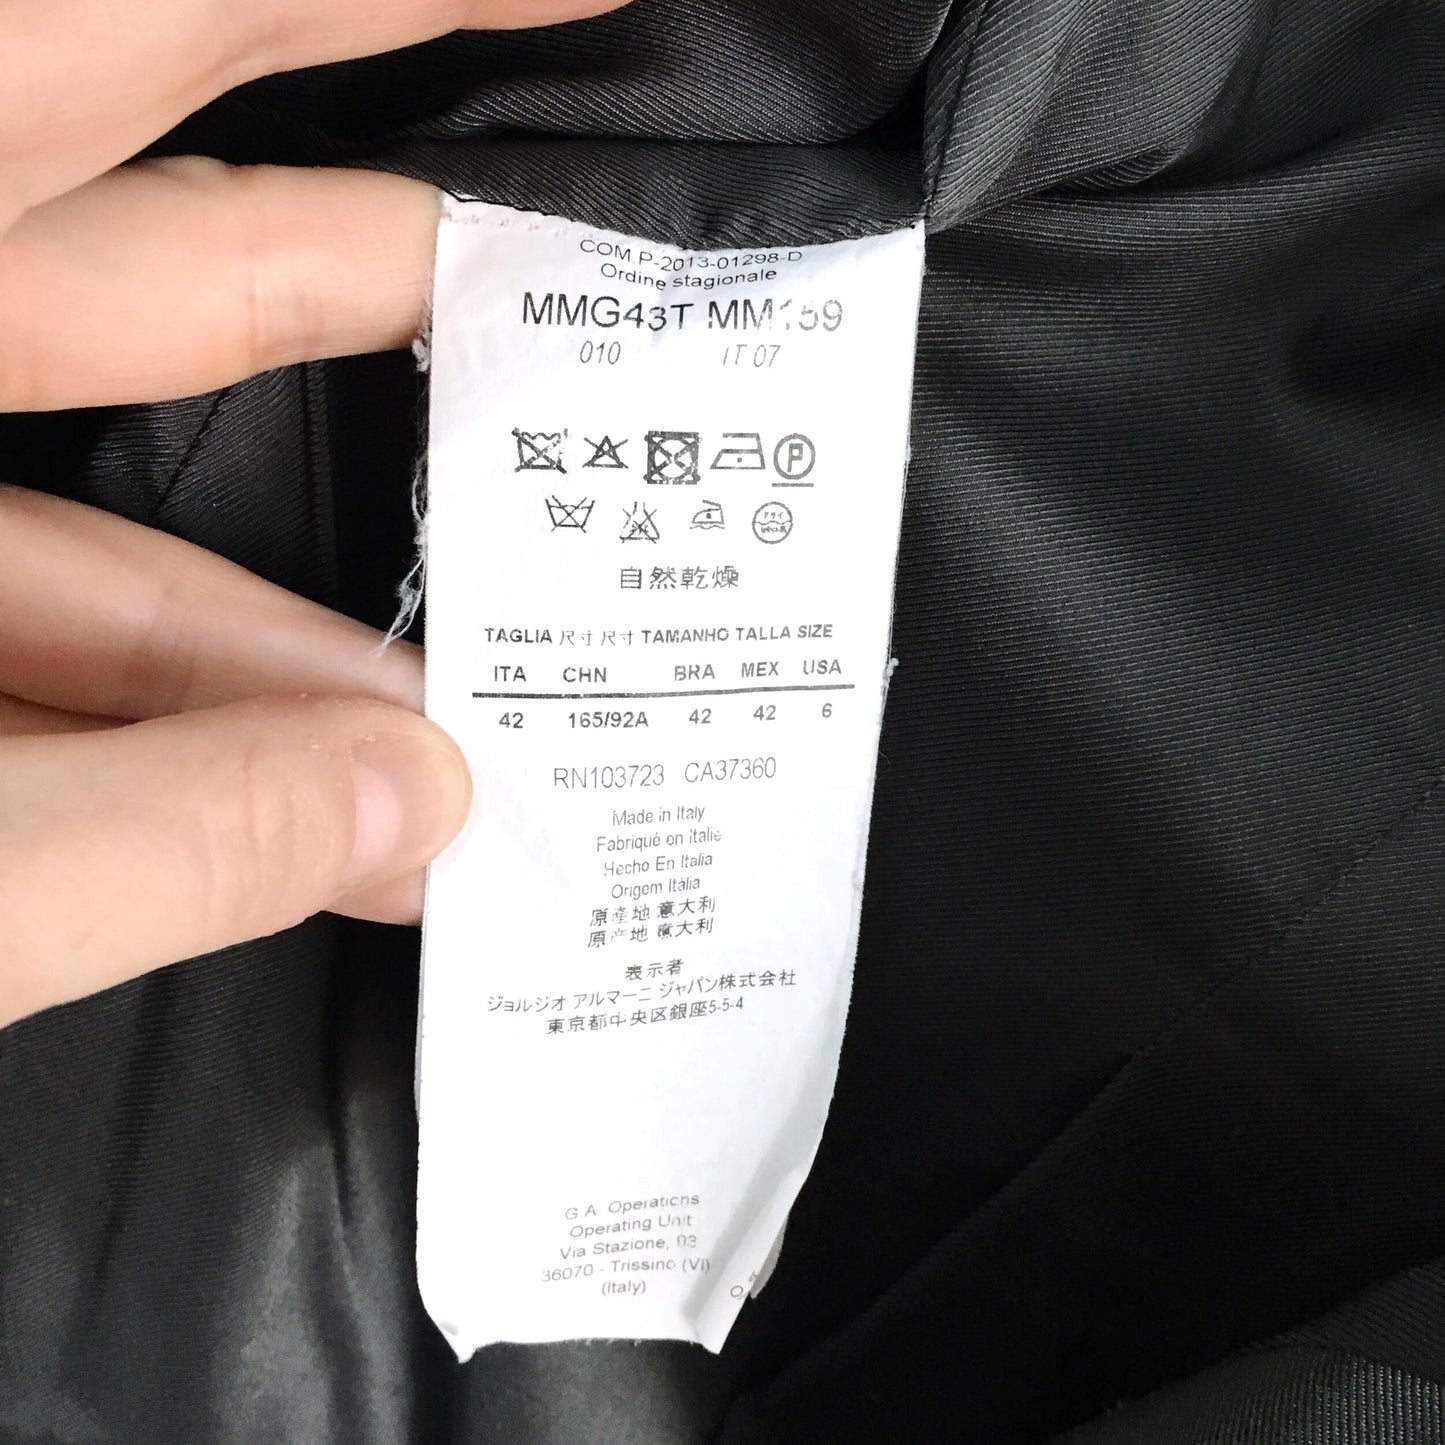 COM.P-2013-01298-D
Ordine stagionale
MMG43T MM159
010 IT 07
P
ドライ
自然乾燥
TAGLIA 尺寸 尺寸 TAMANHO TALLA SIZE
ITA CHN BRA MEX USA
42 165/92A 42 42 6
RN103723 CA37360
Made in Italy
Fabriqué en Italie
Hecho En Italia
Origem Itália
原產地 意大利
原产地 意大利
表示者
ジョルジオ アルマーニ ジャパン株式会社
東京都中央区銀座5-5-4
G.A. Operations
Operating Unit
Via Stazione, 93
36070 - Trissino (VI)
(Italy)